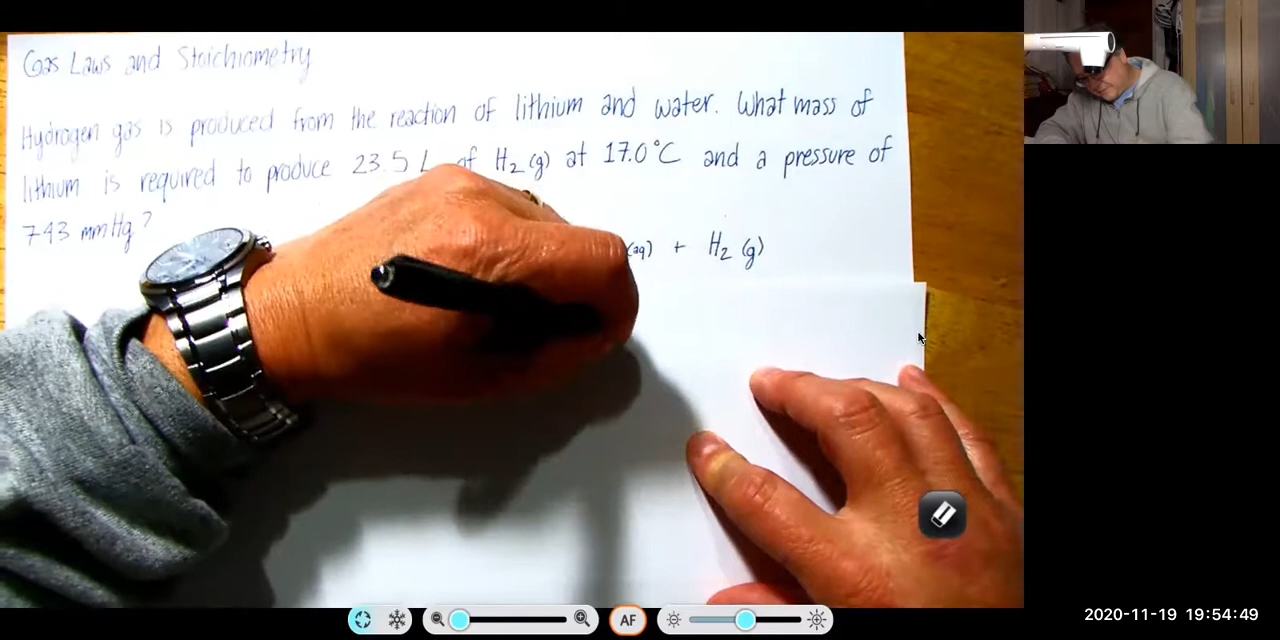 Gas Laws and Stoichiometry
Hydrogen gas is produced from the reaction of lithium and water. What mass of
lithium is required to produce 23.5 L of H₂ (g) at 17.0°C and a pressure of
743 mmHg?
(aq) + H₂ (g)
AF
2020-11-19 19:54:49